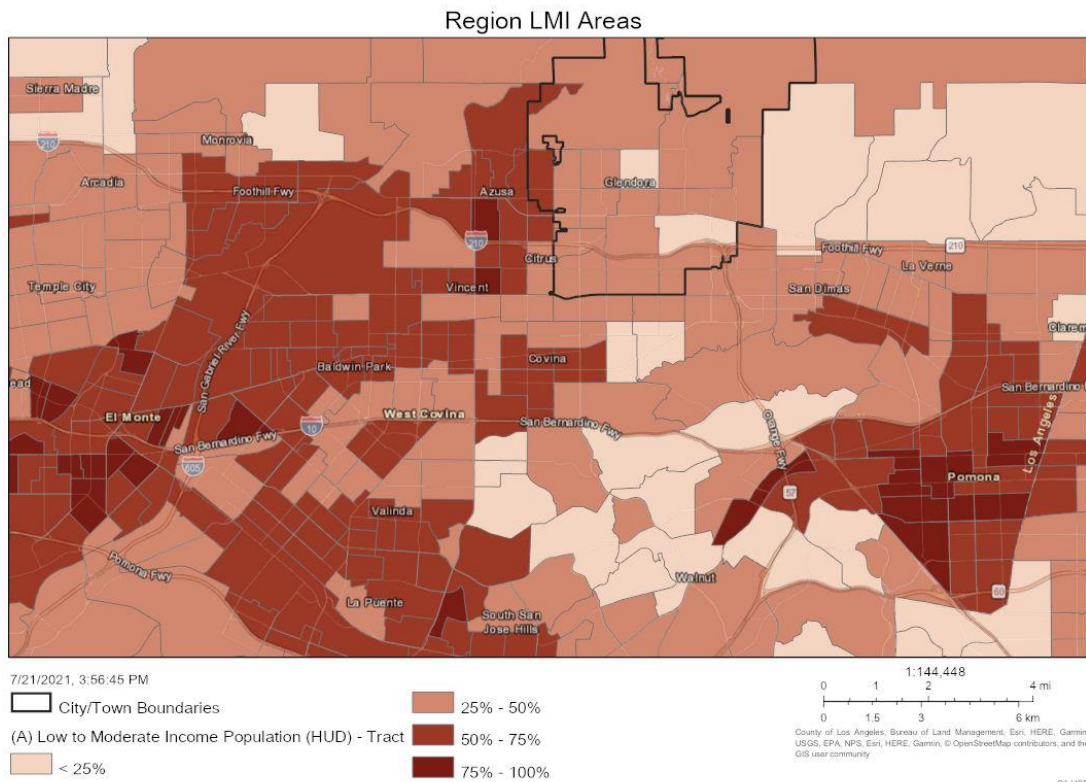 Region LMI Areas
Sierra Madre
210
Monrovia
Arcadia
Foothill Fwy
Azusa
Glendora
210
Citrus
Foothill Fwy
210
La Verne
Temple City
Vincent
San Dimas
San Gabriel River Fwy
Clarem
Baldwin Park
Covina
ead
San Bernardino
El Monte
West Covina
San Bernardino Fwy
10
San Bernardino Fwy
Orange Fwy
Los Angeles
605
Pomona
57
Valinda
Pomona Fwy
Walnut
La Puente
60
South San
Jose Hills
7/21/2021, 3:56:45 PM
City/Town Boundaries
(A) Low to Moderate Income Population (HUD) - Tract
< 25%
25% - 50%
50% - 75%
75% - 100%
1:144,448
0 1 2 4 mi
0 1.5 3 6 km
County of Los Angeles, Bureau of Land Management, Esri, HERE, Garmin,
USGS, EPA, NPS, Esri, HERE, Garmin, © OpenStreetMap contributors, and the
GIS user community